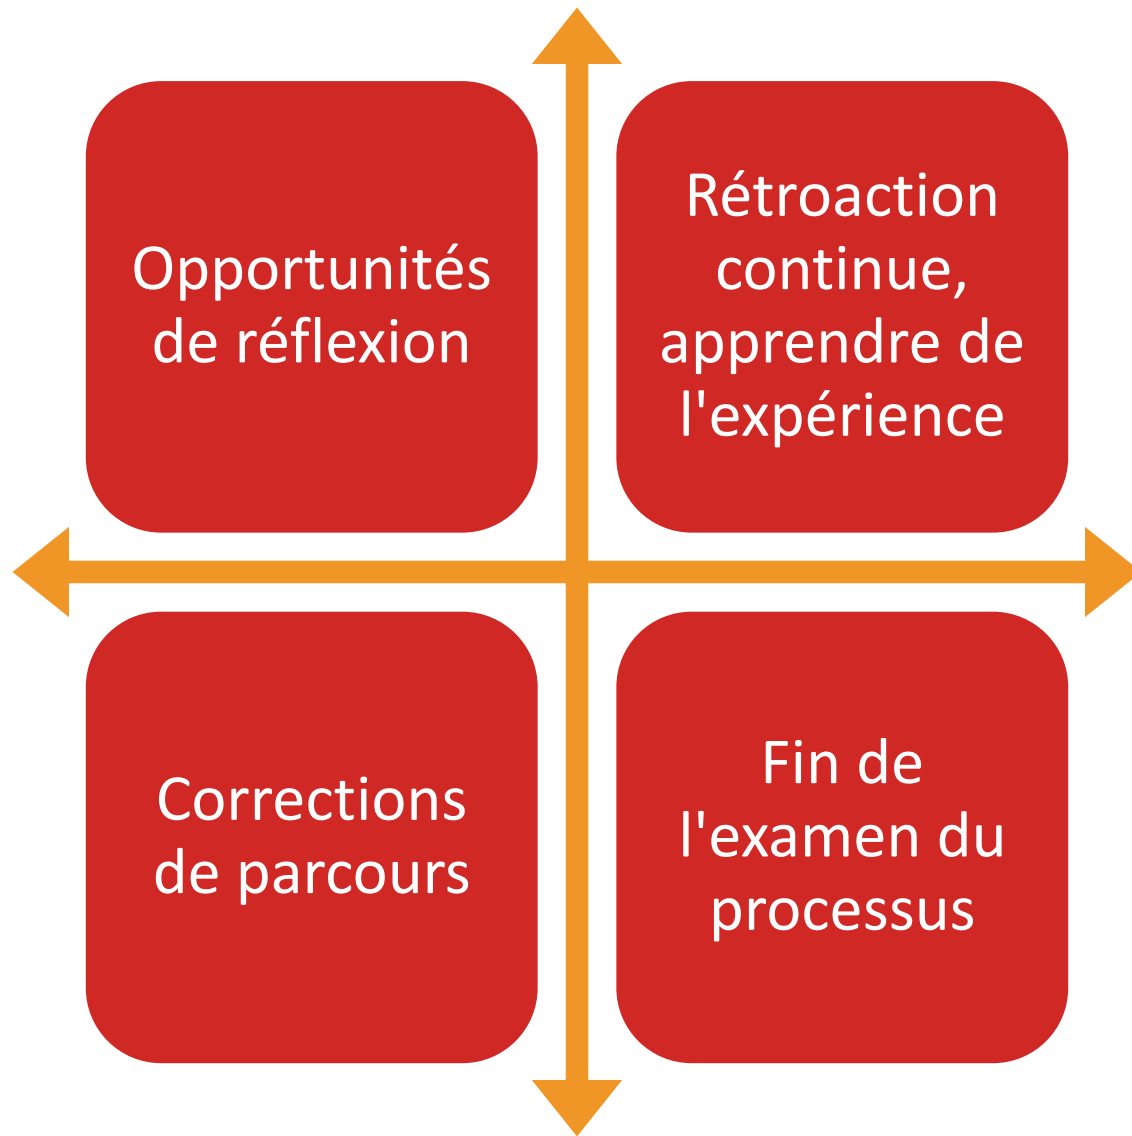 Opportunités
de réflexion
Rétroaction
continue,
apprendre de
l'expérience
Corrections
de parcours
Fin de
l'examen du
processus